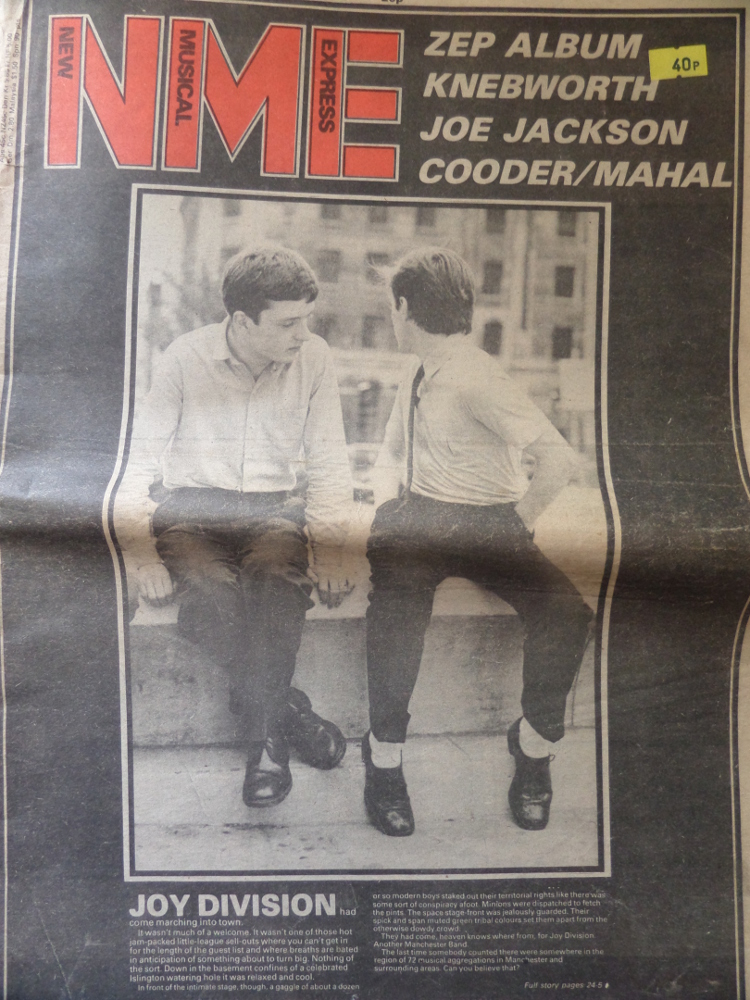 NEW
MUSICAL
EXPRESS
NME
ZEP ALBUM
KNEBWORTH
JOE JACKSON
COODER/MAHAL
40P
JOY DIVISION had
come marching into town.
It wasn't much of a welcome. It wasn't one of those hot
jam-packed little-league sell-outs where you can't get in
for the length of the guest list and where breaths are bated
in anticipation of something about to turn big. Nothing of
the sort. Down in the basement confines of a celebrated
Islington watering hole it was relaxed and cool.
In front of the intimate stage, though, a gaggle of about a dozen
or so modern boys staked out their territorial rights like there was
some sort of conspiracy afoot. Minions were dispatched to fetch
the pints. The space stage-front was jealously guarded. Their
spick and span muted green tribal colours set them apart from the
otherwise dowdy crowd.
They had come, heaven knows where from, for Joy Division.
Another Manchester Band.
The last time somebody counted there were somewhere in the
region of 72 musical aggregations in Manchester and
surrounding areas. Can you believe that?
Full story pages 24-5